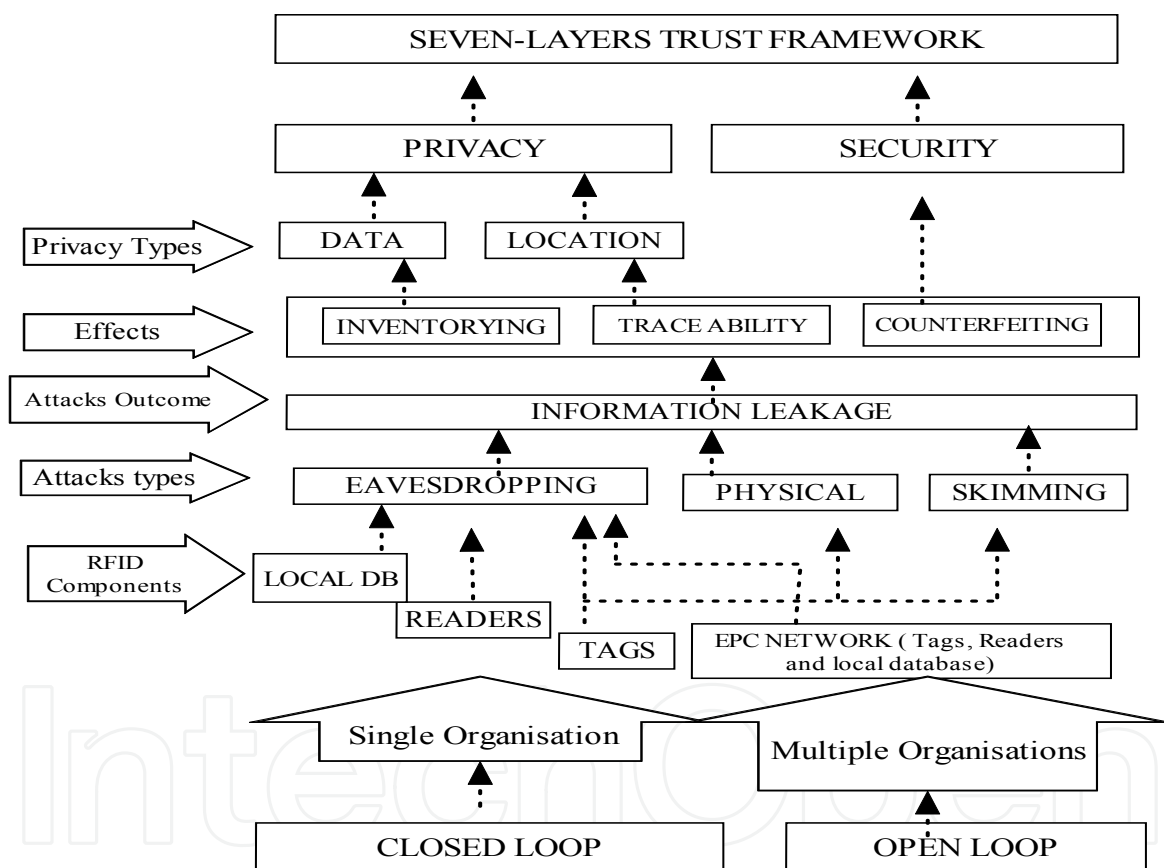 SEVEN-LAYERS TRUST FRAMEWORK
PRIVACY
SECURITY
Privacy Types
DATA
LOCATION
Effects
INVENTORYING
TRACE ABILITY
COUNTERFEITING
Attacks Outcome
INFORMATION LEAKAGE
Attacks types
EAVESDROPPING
PHYSICAL
SKIMMING
RFID
Components
LOCAL DB
READERS
TAGS
EPC NETWORK ( Tags, Readers
and local database)
Single Organisation
Multiple Organisations
CLOSED LOOP
OPEN LOOP
IntechOpen